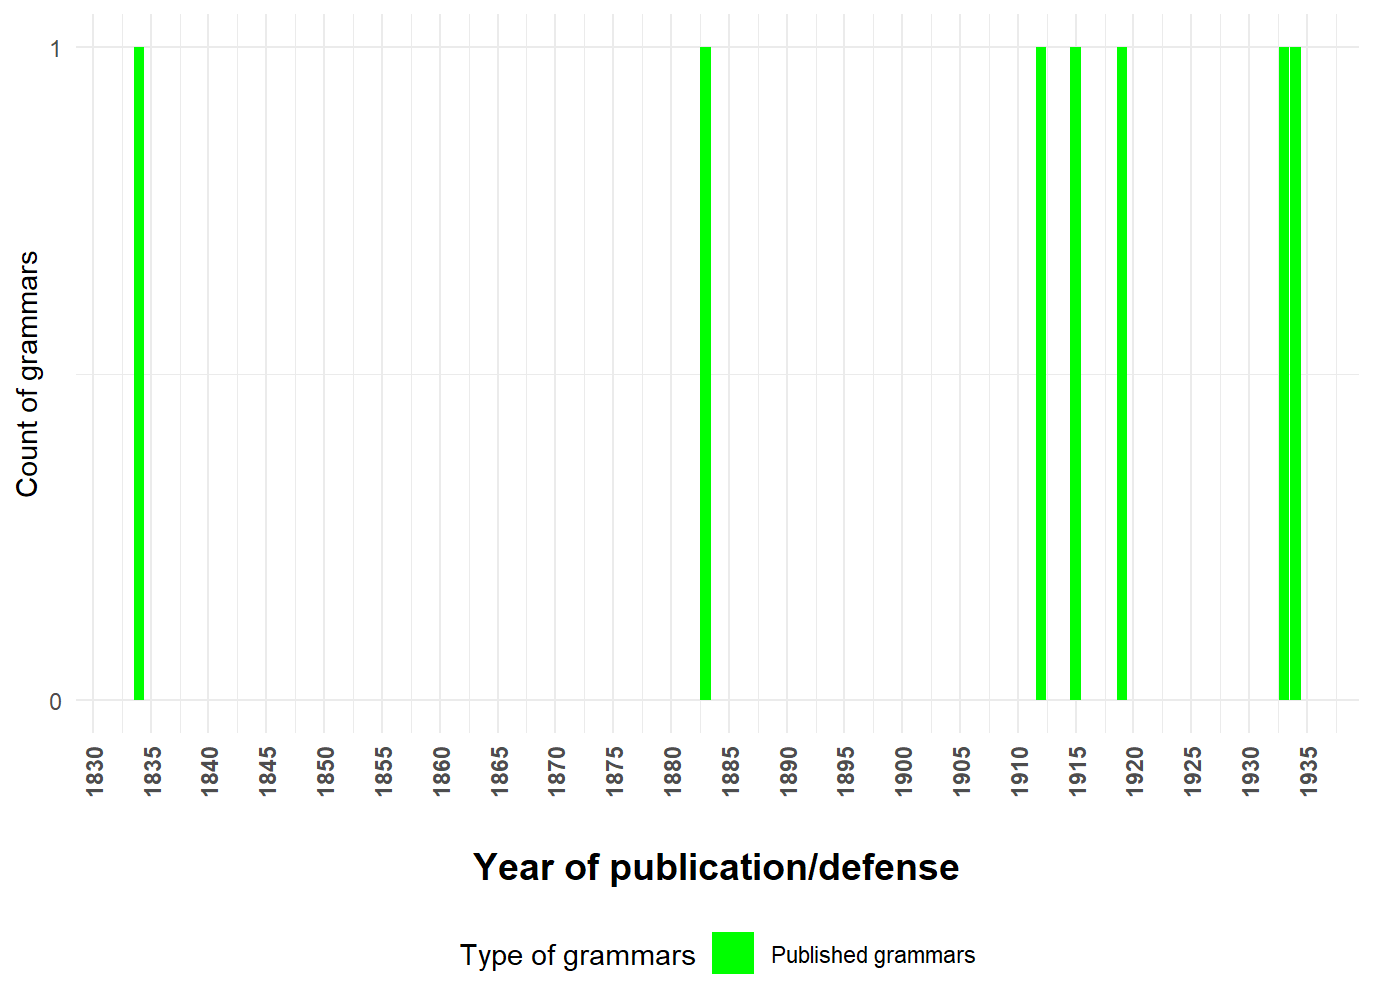 1
0
Count of grammars
1830 1835 1840 1845 1850 1855 1860 1865 1870 1875 1880 1885 1890 1895 1900 1905 1910 1915 1920 1925 1930 1935
Year of publication/defense
Type of grammars Published grammars